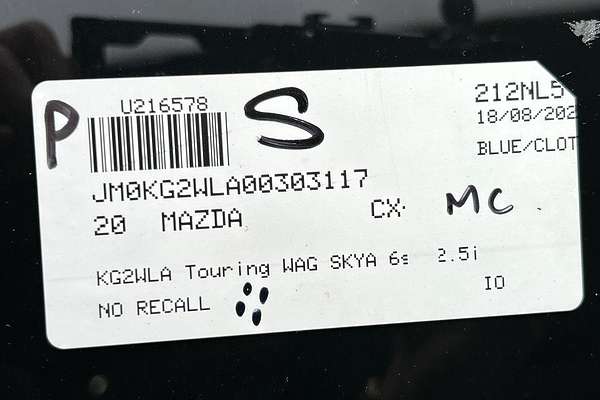 P U216578 S 212NL5
18/08/202
BLUE/CLOT
JM0KG2WLA00303117
20 MAZDA CX- MC
KG2WLA Touring WAG SKYA 6s 2.5i
NO RECALL IO